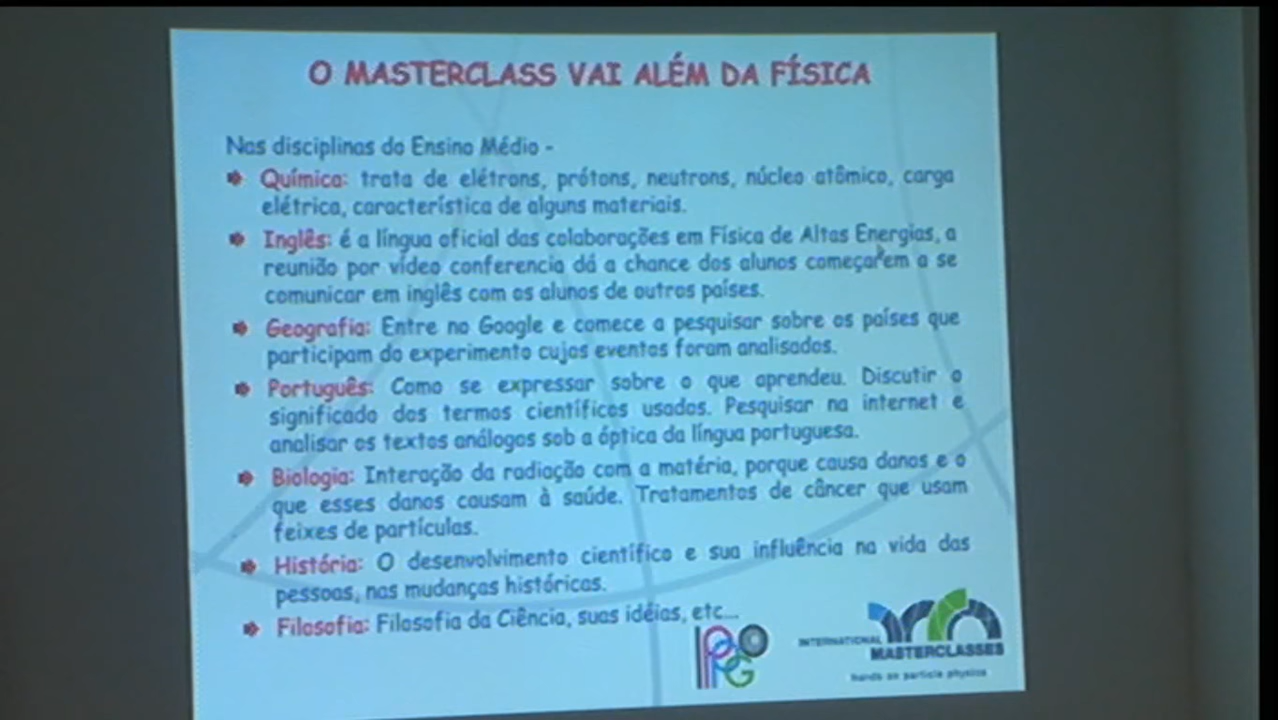 O MASTERCLASS VAI ALÉM DA FÍSICA
Nas disciplinas do Ensino Médio -
Química: trata de elétrons, prótons, neutrons, núcleo atômico, carga
elétrica, característica de alguns materiais.
Inglês: é a língua oficial das colaborações em Física de Altas Energias, a
reunião por vídeo conferencia dá a chance dos alunos começarem a se
comunicar em inglês com os alunos de outros países.
Geografia: Entre no Google e comece a pesquisar sobre os países que
participam do experimento cujos eventos foram analisados.
Português: Como se expressar sobre o que aprendeu. Discutir o
significado dos termos científicos usados. Pesquisar na internet e
analisar os textos análogos sob a óptica da língua portuguesa.
Biologia: Interação da radiação com a matéria, porque causa danos e o
que esses danos causam à saúde. Tratamentos de câncer que usam
feixes de partículas.
História: O desenvolvimento científico e sua influência na vida das
pessoas, nas mudanças históricas.
Filosofia: Filosofia da Ciência, suas idéias, etc...
IPPOG
INTERNATIONAL
MASTERCLASSES
hands on particle physics